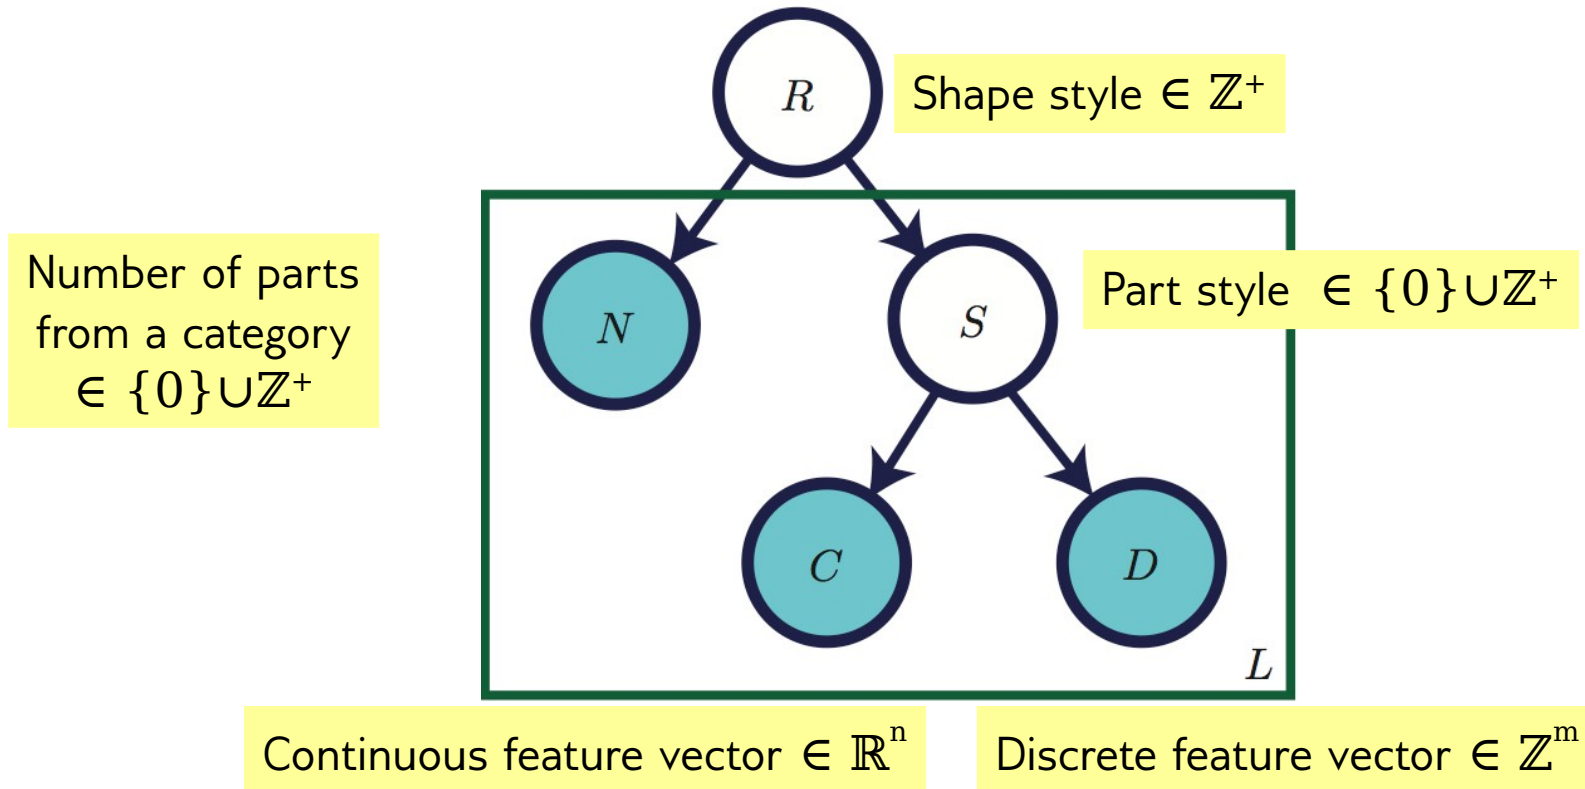 R
Shape style ∈ ℤ⁺
Number of parts
from a category
∈ {0}∪ℤ⁺
N
S
Part style ∈ {0}∪ℤ⁺
C
D
L
Continuous feature vector ∈ ℝⁿ
Discrete feature vector ∈ ℤᵐ